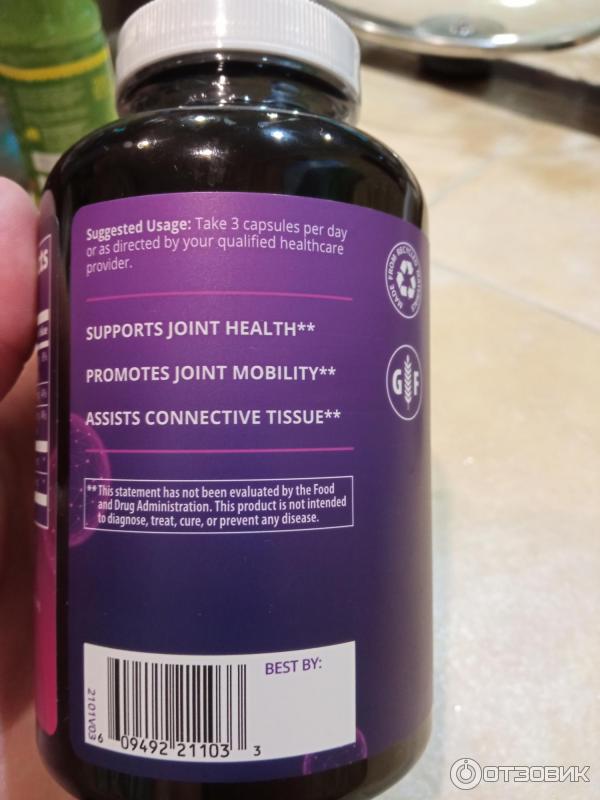 Suggested Usage: Take 3 capsules per day
or as directed by your qualified healthcare
provider.
MADE FROM RECYCLED
G F
SUPPORTS JOINT HEALTH**
PROMOTES JOINT MOBILITY**
ASSISTS CONNECTIVE TISSUE**
** This statement has not been evaluated by the Food
and Drug Administration. This product is not intended
to diagnose, treat, cure, or prevent any disease.
BEST BY:
2101V03
6 09492 21103 3
ОТЗОВИК